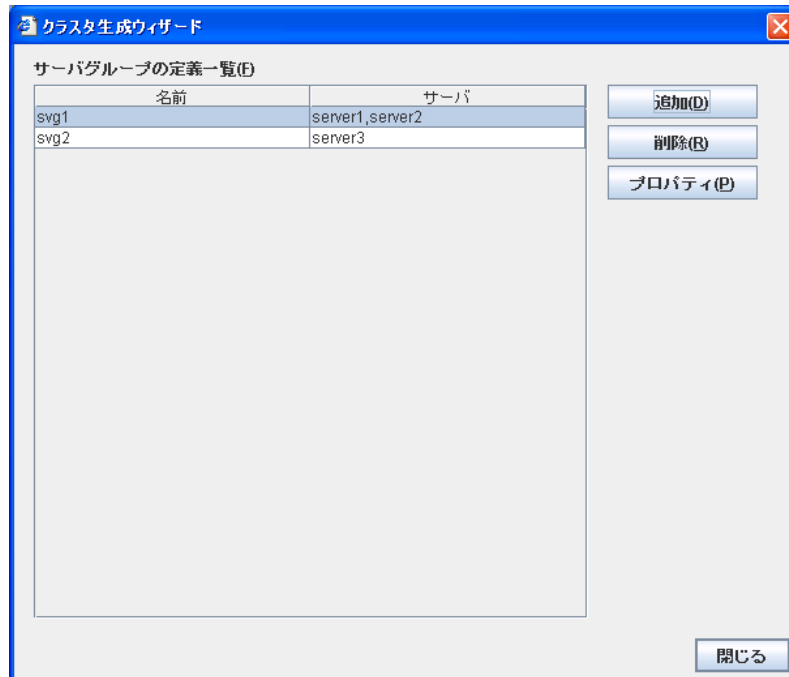 クラスタ生成ウィザード
サーバグループの定義一覧(F)
名前 サーバ
svg1 server1,server2
svg2 server3
追加(D)
削除(R)
プロパティ(P)
閉じる